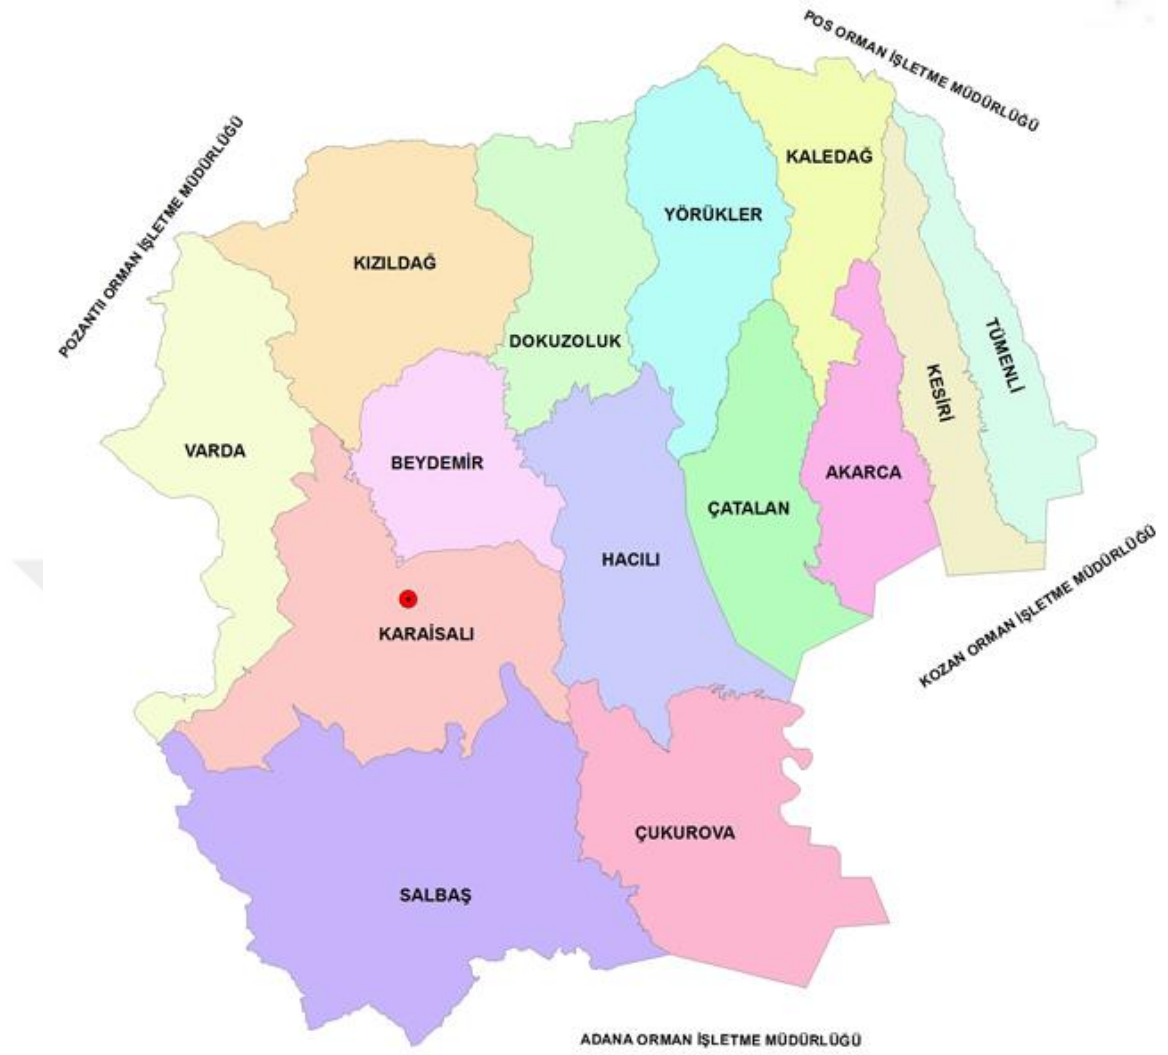 POS ORMAN İŞLETME MÜDÜRLÜĞÜ
POZANTII ORMAN İŞLETME MÜDÜRLÜĞÜ
KALEDAĞ
YÖRÜKLER
KIZILDAĞ
DOKUZOLUK
TÜMENLİ
KESİRİ
VARDA
BEYDEMİR
AKARCA
ÇATALAN
HACILI
KARAİSALI
KOZAN ORMAN İŞLETME MÜDÜRLÜĞÜ
ÇUKUROVA
SALBAŞ
ADANA ORMAN İŞLETME MÜDÜRLÜĞÜ